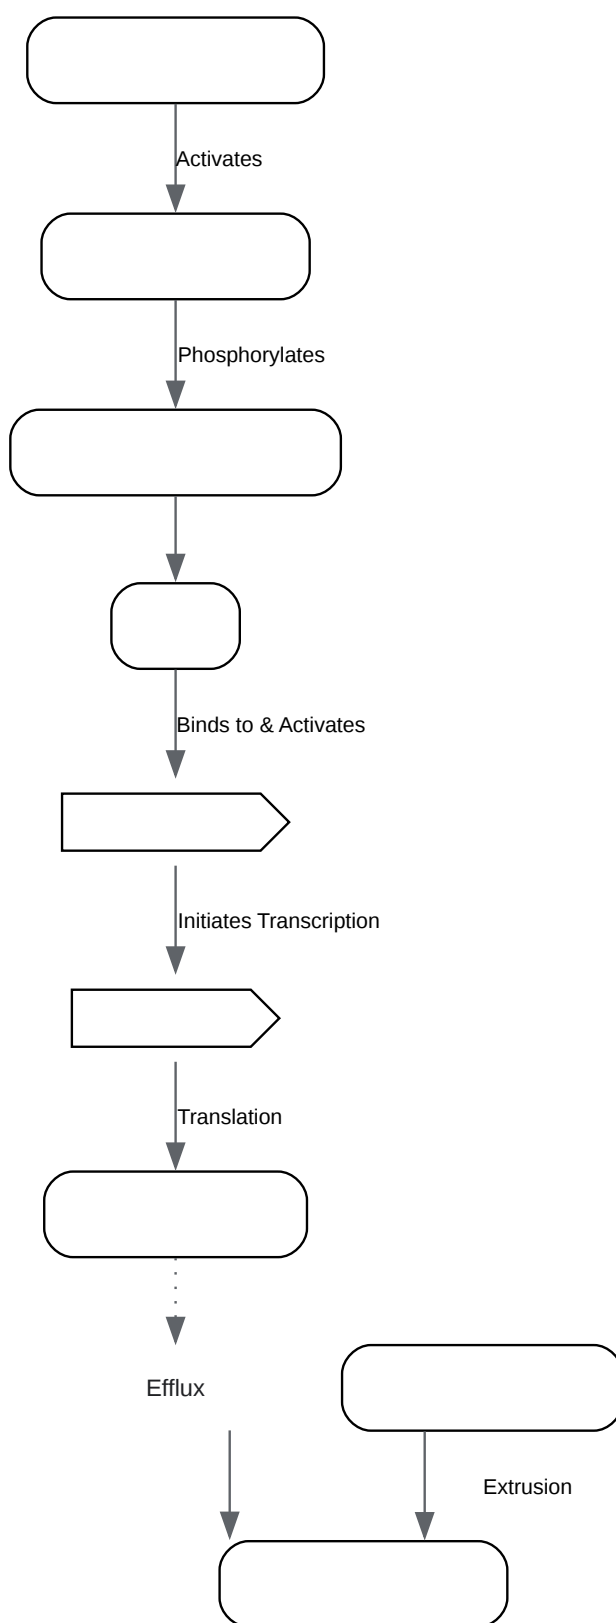 Activates
Phosphorylates
Binds to & Activates
Initiates Transcription
Translation
Efflux
Extrusion